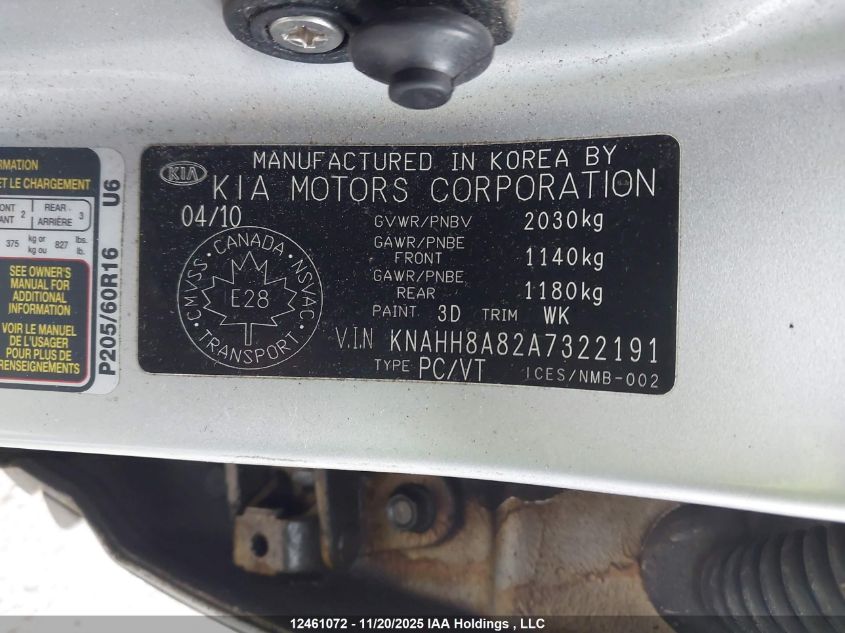 RMATION
ET LE CHARGEMENT
ONT 2 REAR 3
ANT ARRIÈRE
375 kg or 827 lbs.
kg ou lb.
SEE OWNER'S
MANUAL FOR
ADDITIONAL
INFORMATION
VOIR LE MANUEL
DE L'USAGER
POUR PLUS DE
RENSEIGNEMENTS
P205/60R16 U6
KIA
MANUFACTURED IN KOREA BY
KIA MOTORS CORPORATION
04/10
GVWR/PNBV 2030kg
GAWR/PNBE
FRONT 1140kg
GAWR/PNBE
REAR 1180kg
PAINT 3D TRIM WK
CANADA
CMVSS NSVAC
E28
TRANSPORT
V.I.N KNAHH8A82A7322191
TYPE PC/VT ICES/NMB-002
12461072 - 11/20/2025 IAA Holdings , LLC